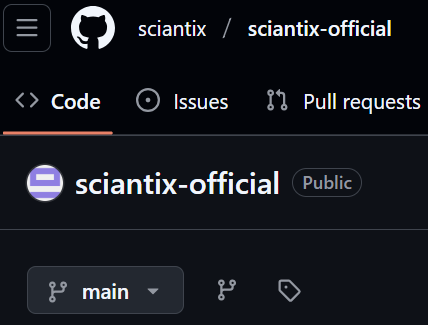 sciantix / sciantix-official
Code Issues Pull requests
sciantix-official Public
main